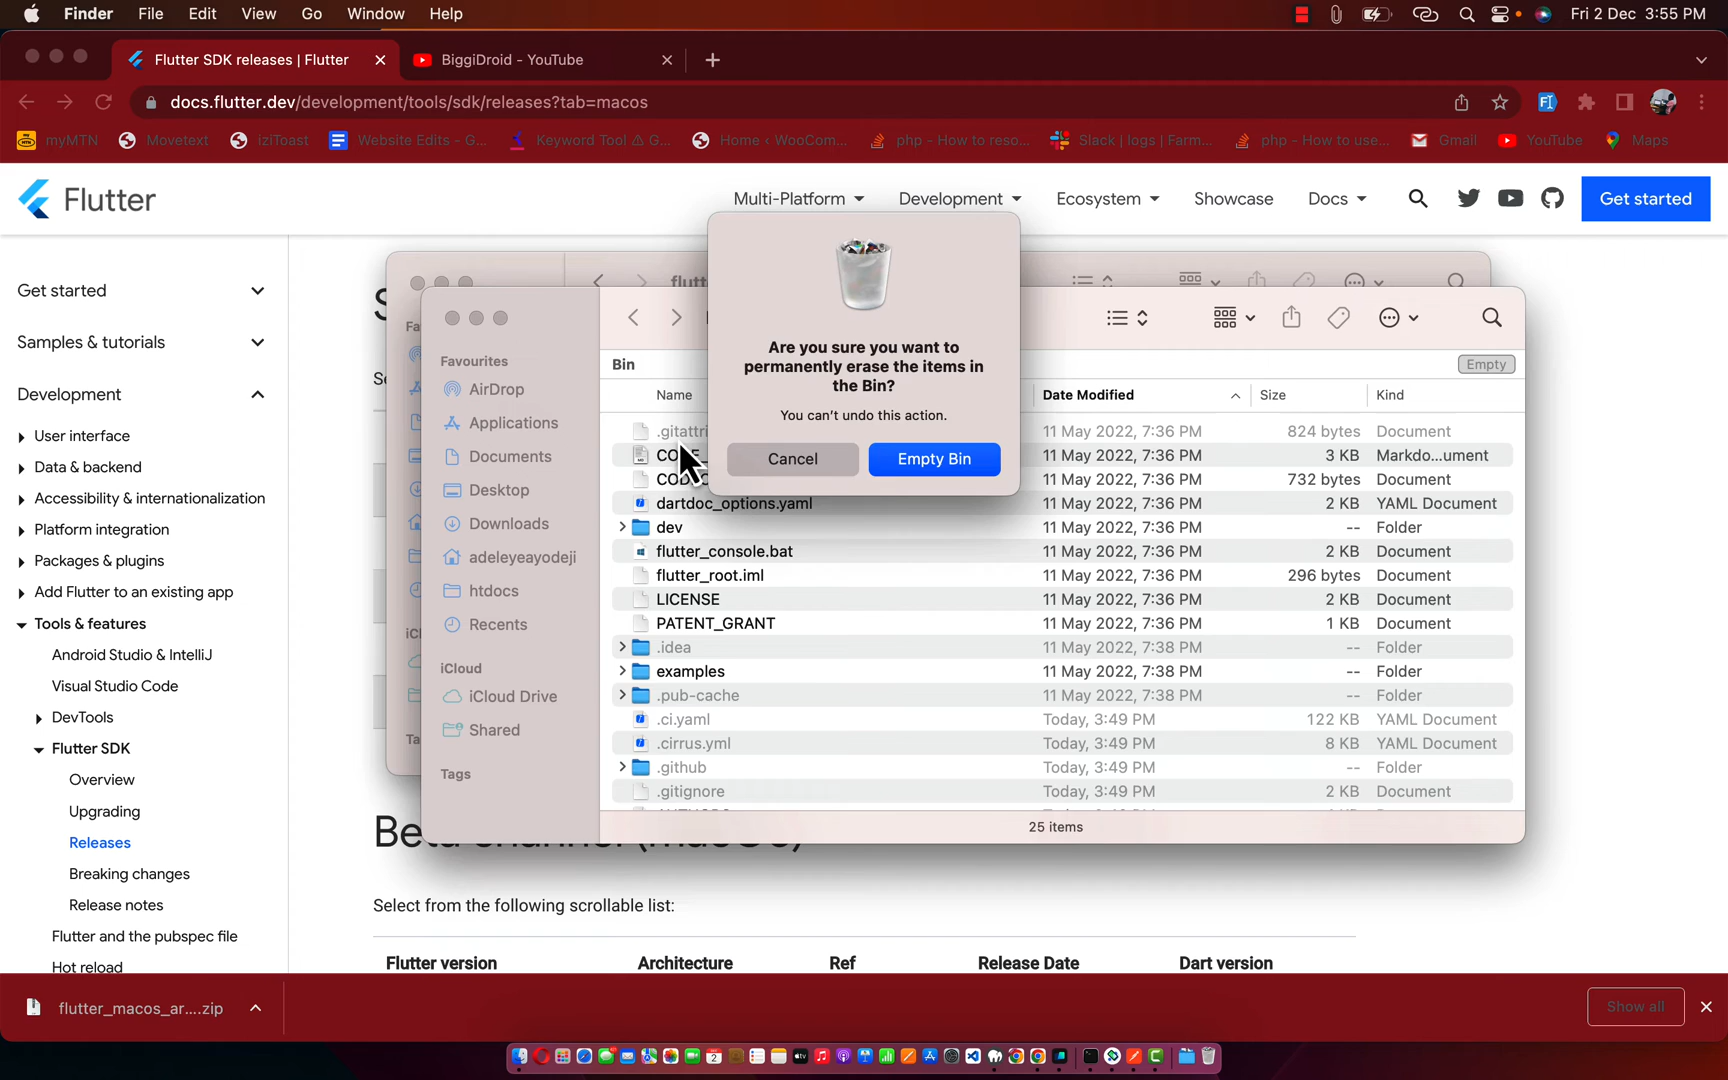 Finder File Edit View Go Window Help
Fri 2 Dec 3:55 PM
Flutter SDK releases | Flutter
BiggiDroid - YouTube
docs.flutter.dev/development/tools/sdk/releases?tab=macos
myMTN Movetext iziToast Website Edits - G... Keyword Tool ⚠ G... Home ‹ WooCom... php - How to reso... Slack | logs | Farm... php - How to use... Gmail YouTube Maps
Flutter
Multi-Platform Development Ecosystem Showcase Docs Get started
Get started
Samples & tutorials
Development
User interface
Data & backend
Accessibility & internationalization
Platform integration
Packages & plugins
Add Flutter to an existing app
Tools & features
Android Studio & IntelliJ
Visual Studio Code
DevTools
Flutter SDK
Overview
Upgrading
Releases
Breaking changes
Release notes
Flutter and the pubspec file
Hot reload
Favourites
AirDrop
Applications
Documents
Desktop
Downloads
adeleyeayodeji
htdocs
Recents
iCloud
iCloud Drive
Shared
Tags
Are you sure you want to
permanently erase the items in
the Bin?
You can't undo this action.
Cancel Empty Bin
Bin Empty
Name Date Modified Size Kind
.gitattri 11 May 2022, 7:36 PM 824 bytes Document
11 May 2022, 7:36 PM 3 KB Markdo...ument
11 May 2022, 7:36 PM 732 bytes Document
dartdoc_options.yaml 11 May 2022, 7:36 PM 2 KB YAML Document
dev 11 May 2022, 7:36 PM -- Folder
flutter_console.bat 11 May 2022, 7:36 PM 2 KB Document
flutter_root.iml 11 May 2022, 7:36 PM 296 bytes Document
LICENSE 11 May 2022, 7:36 PM 2 KB Document
PATENT_GRANT 11 May 2022, 7:36 PM 1 KB Document
.idea 11 May 2022, 7:38 PM -- Folder
examples 11 May 2022, 7:38 PM -- Folder
.pub-cache 11 May 2022, 7:38 PM -- Folder
.ci.yaml Today, 3:49 PM 122 KB YAML Document
.cirrus.yml Today, 3:49 PM 8 KB YAML Document
.github Today, 3:49 PM -- Folder
.gitignore Today, 3:49 PM 2 KB Document
25 items
Select from the following scrollable list:
Flutter version Architecture Ref Release Date Dart version
flutter_macos_ar....zip
Show all